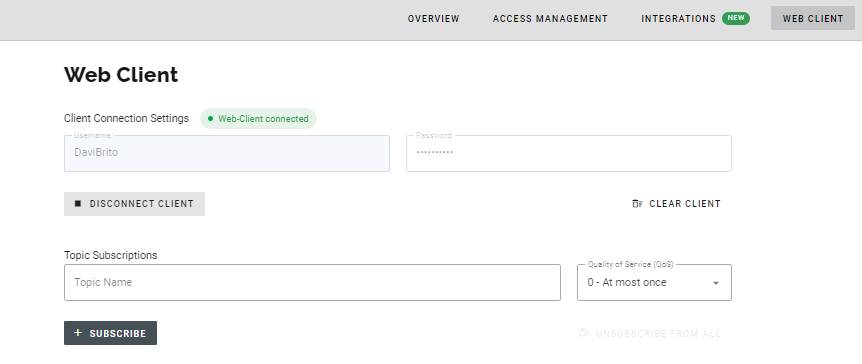 OVERVIEW ACCESS MANAGEMENT INTEGRATIONS NEW WEB CLIENT
Web Client
Client Connection Settings Web-Client connected
Username Password
DaviBrito ••••••••••
DISCONNECT CLIENT CLEAR CLIENT
Topic Subscriptions
Quality of Service (QoS)
Topic Name 0 - At most once
+ SUBSCRIBE UNSUBSCRIBE FROM ALL